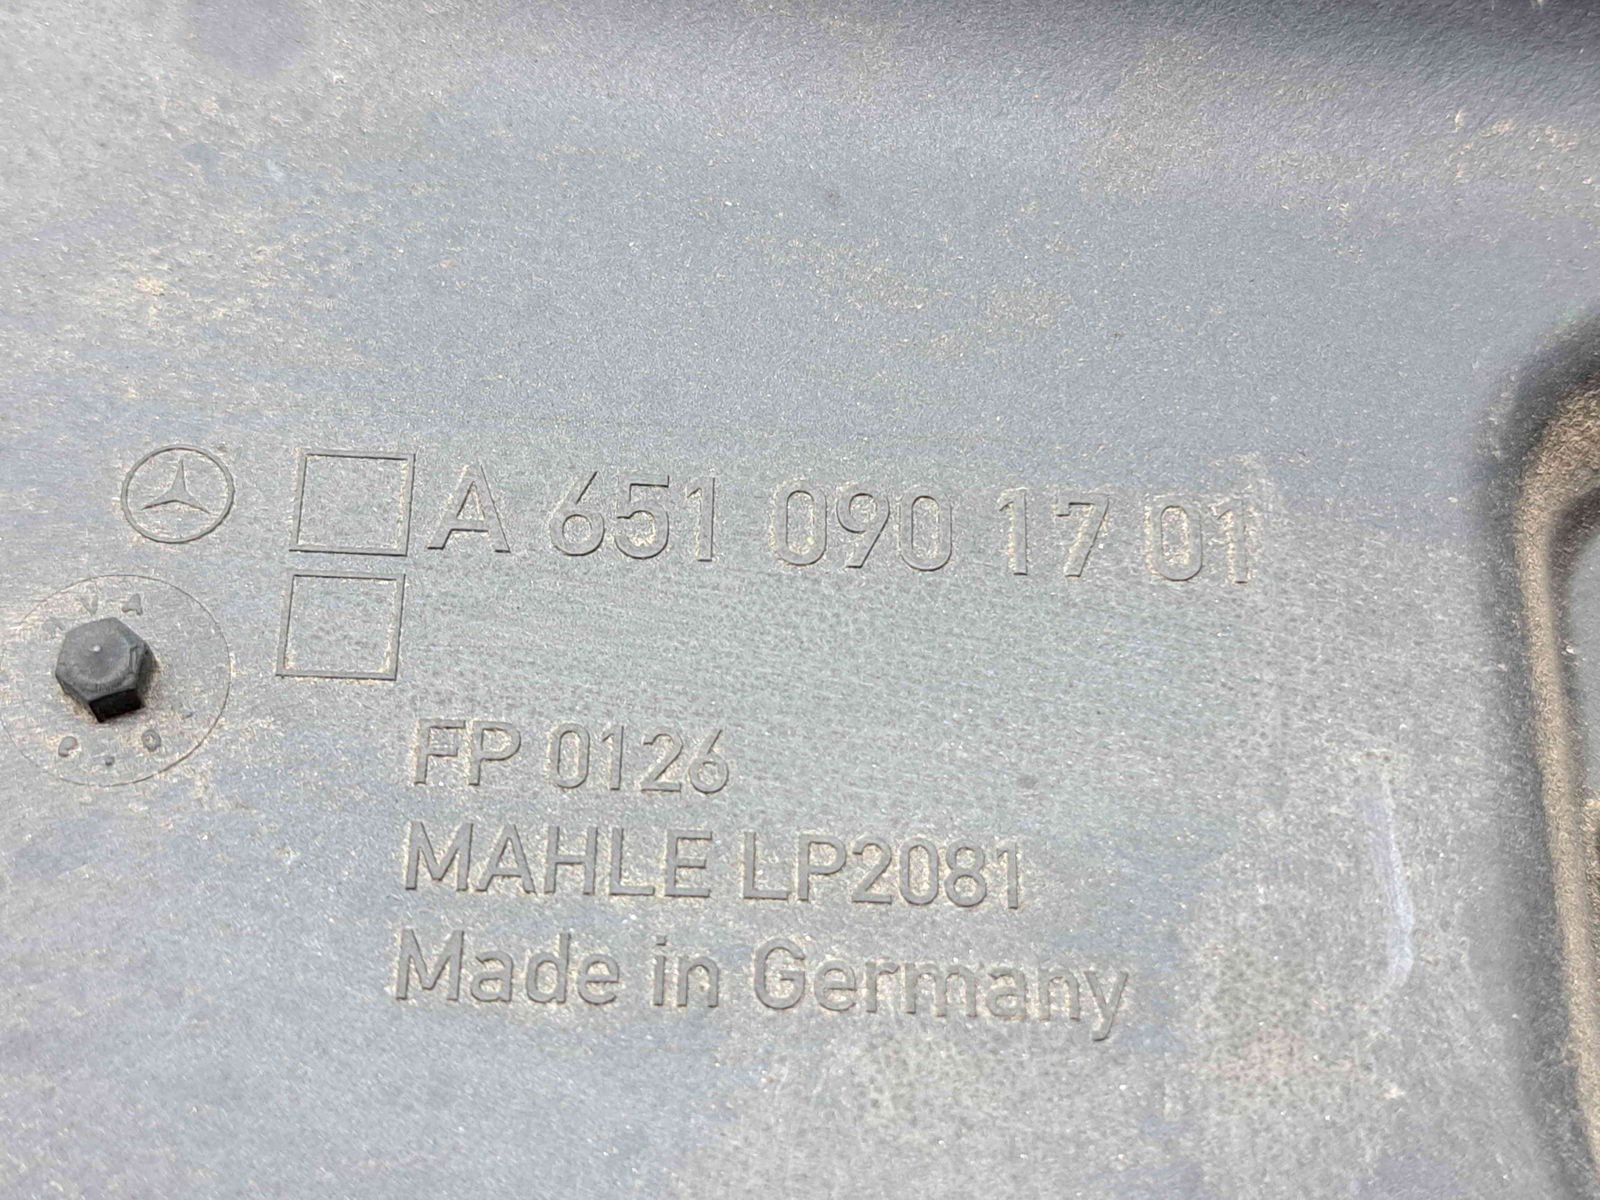 A 651 090 17 01
FP 0126
MAHLE LP2081
Made in Germany